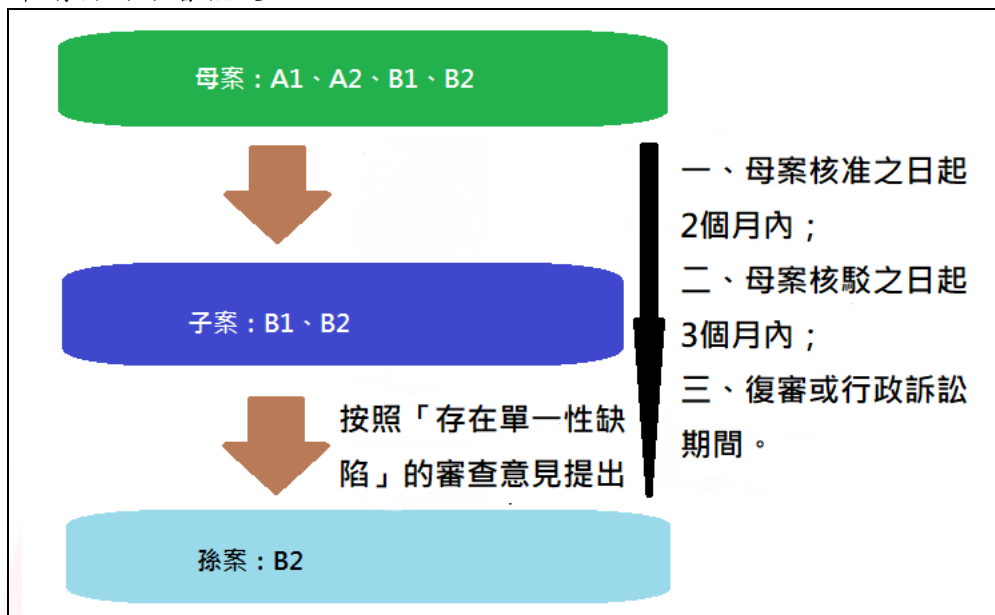 母案：A1、A2、B1、B2
一、母案核准之日起
2個月內；
二、母案核駁之日起
3個月內；
三、復審或行政訴訟
期間。
子案：B1、B2
按照「存在單一性缺
陷」的審查意見提出
孫案：B2